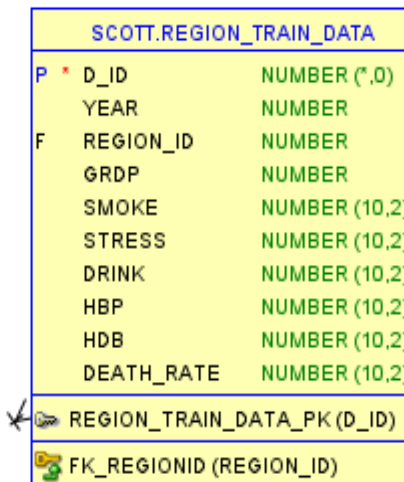 SCOTT.REGION_TRAIN_DATA
P * D_ID NUMBER (*,0)
YEAR NUMBER
F REGION_ID NUMBER
GRDP NUMBER
SMOKE NUMBER (10,2)
STRESS NUMBER (10,2)
DRINK NUMBER (10,2)
HBP NUMBER (10,2)
HDB NUMBER (10,2)
DEATH_RATE NUMBER (10,2)
REGION_TRAIN_DATA_PK (D_ID)
FK_REGIONID (REGION_ID)